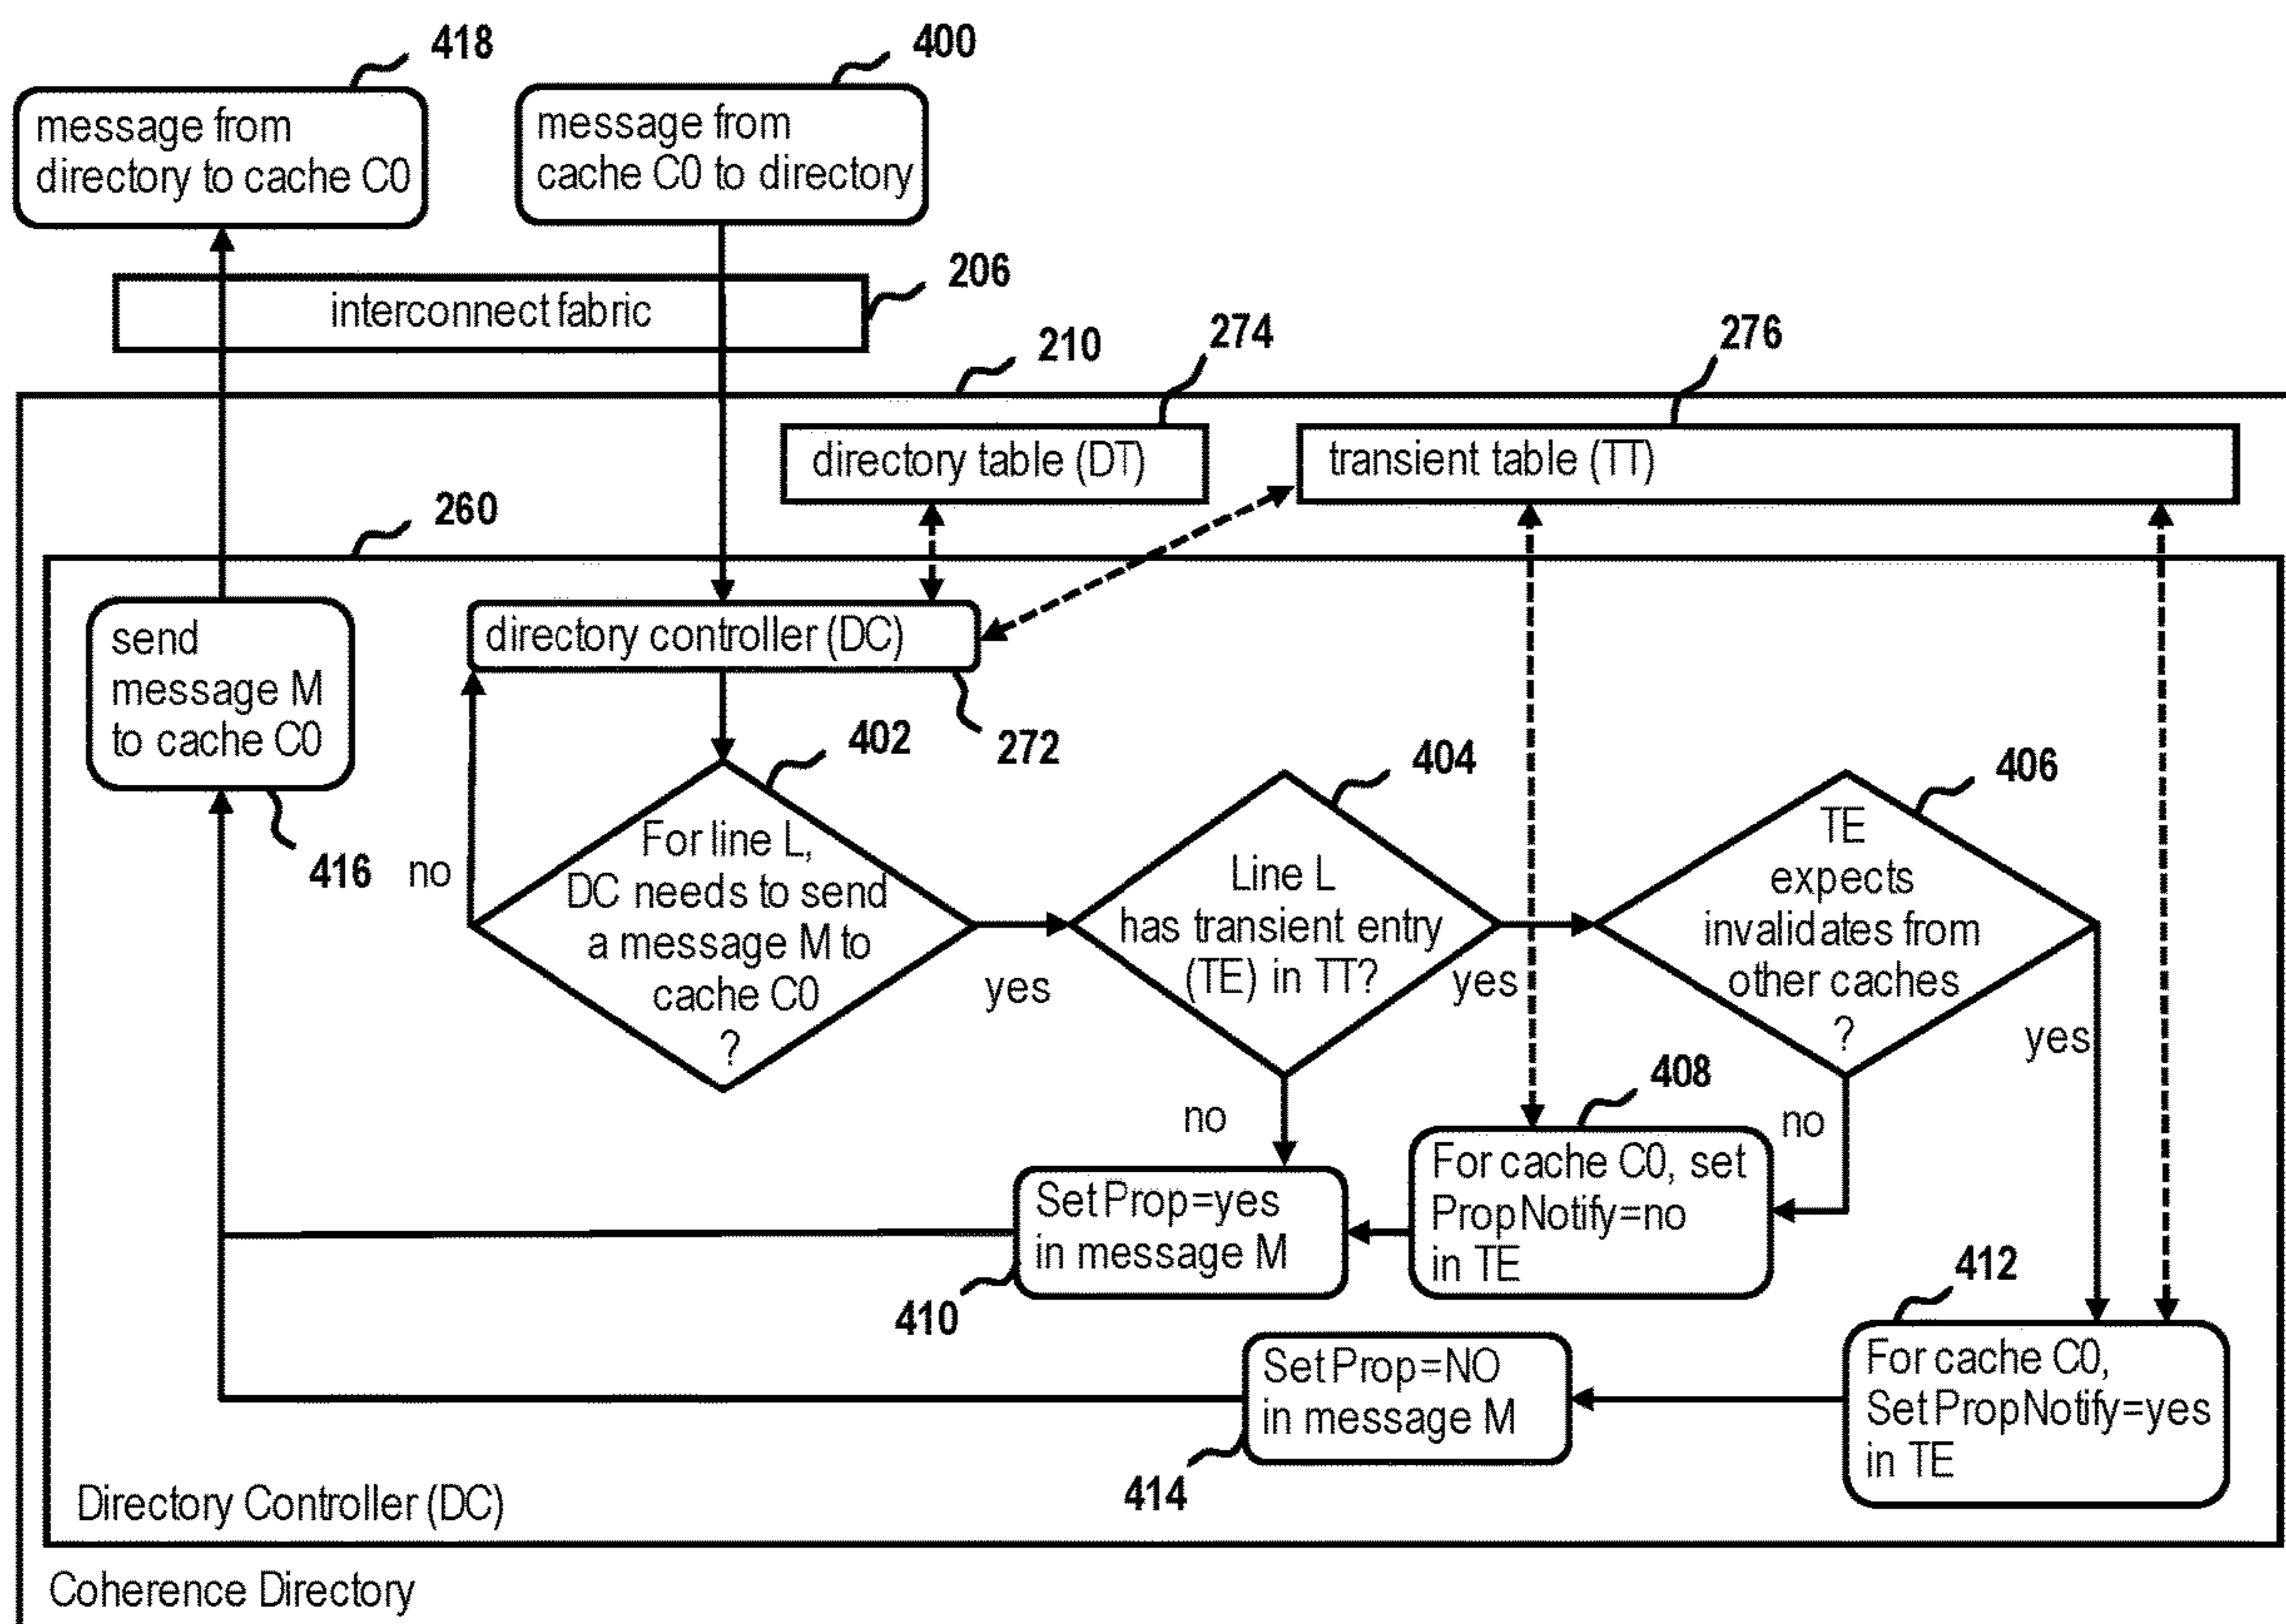 418
400
message from
directory to cache C0
message from
cache C0 to directory
206
interconnect fabric
210
274
276
directory table (DT)
transient table (TT)
260
send
message M
to cache C0
directory controller (DC)
272
402
404
406
416
no
For line L,
DC needs to send
a message M to
cache C0
?
yes
Line L
has transient entry
(TE) in TT?
yes
TE
expects
invalidates from
other caches
?
yes
no
no
408
Set Prop=yes
in message M
410
For cache C0, set
PropNotify=no
in TE
412
Set Prop=NO
in message M
414
For cache C0,
Set PropNotify=yes
in TE
Directory Controller (DC)
Coherence Directory